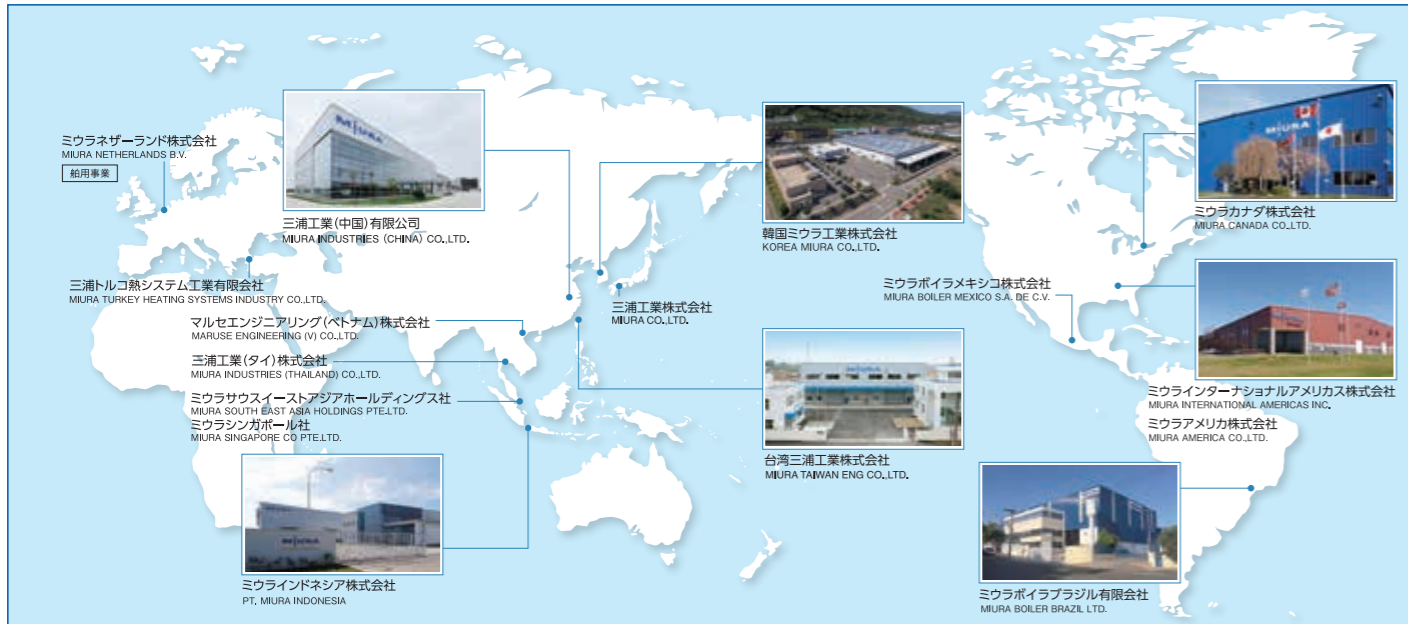 ミウラネザーランド株式会社
MIURA NETHERLANDS B.V.
舶用事業
MIURA
三浦工業(中国)有限公司
MIURA INDUSTRIES (CHINA) CO.,LTD.
三浦トルコ熱システム工業有限会社
MIURA TURKEY HEATING SYSTEMS INDUSTRY CO.,LTD.
マルセエンジニアリング(ベトナム)株式会社
MARUSE ENGINEERING (V) CO.,LTD.
三浦工業(タイ)株式会社
MIURA INDUSTRIES (THAILAND) CO.,LTD.
ミウラサウスイーストアジアホールディングス社
MIURA SOUTH EAST ASIA HOLDINGS PTE.LTD.
ミウラシンガポール社
MIURA SINGAPORE CO PTE.LTD.
MIURA
ミウラインドネシア株式会社
PT. MIURA INDONESIA
三浦工業株式会社
MIURA CO.,LTD.
韓国ミウラ工業株式会社
KOREA MIURA CO.,LTD.
MIURA
台湾三浦工業株式会社
MIURA TAIWAN ENG CO.,LTD.
ミウラボイラメキシコ株式会社
MIURA BOILER MEXICO S.A. DE C.V.
MIURA
ミウラカナダ株式会社
MIURA CANADA CO.,LTD.
ミウラインターナショナルアメリカス株式会社
MIURA INTERNATIONAL AMERICAS INC.
ミウラアメリカ株式会社
MIURA AMERICA CO.,LTD.
ミウラボイラブラジル有限会社
MIURA BOILER BRAZIL LTD.